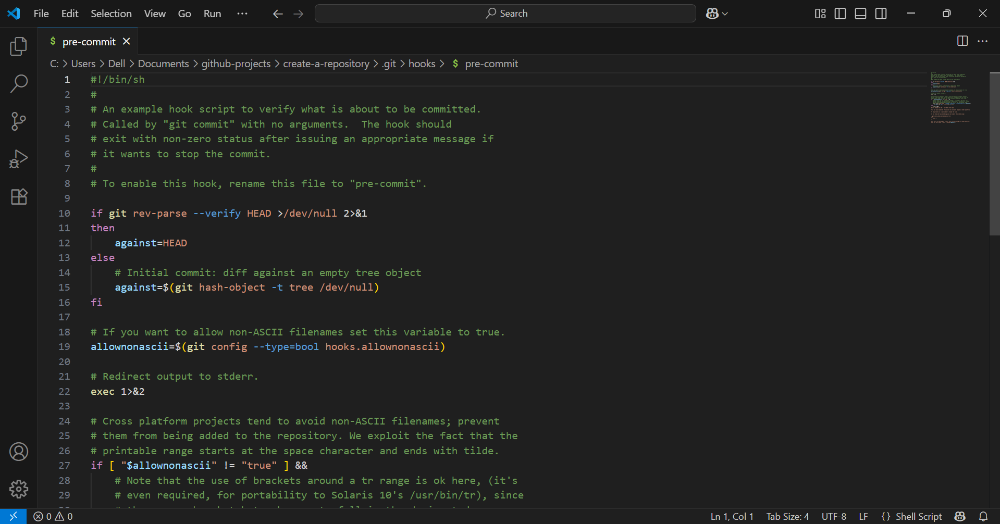 File Edit Selection View Go Run ··· Search
pre-commit
C: > Users > Dell > Documents > github-projects > create-a-repository > .git > hooks > $ pre-commit
1 #!/bin/sh
2 #
3 # An example hook script to verify what is about to be committed.
4 # Called by "git commit" with no arguments.  The hook should
5 # exit with non-zero status after issuing an appropriate message if
6 # it wants to stop the commit.
7 #
8 # To enable this hook, rename this file to "pre-commit".
9
10 if git rev-parse --verify HEAD >/dev/null 2>&1
11 then
12     against=HEAD
13 else
14     # Initial commit: diff against an empty tree object
15     against=$(git hash-object -t tree /dev/null)
16 fi
17
18 # If you want to allow non-ASCII filenames set this variable to true.
19 allownonascii=$(git config --type=bool hooks.allownonascii)
20
21 # Redirect output to stderr.
22 exec 1>&2
23
24 # Cross platform projects tend to avoid non-ASCII filenames; prevent
25 # them from being added to the repository. We exploit the fact that the
26 # printable range starts at the space character and ends with tilde.
27 if [ "$allownonascii" != "true" ] &&
28     # Note that the use of brackets around a tr range is ok here, (it's
29     # even required, for portability to Solaris 10's /usr/bin/tr), since
0 0 Ln 1, Col 1 Tab Size: 4 UTF-8 LF {} Shell Script